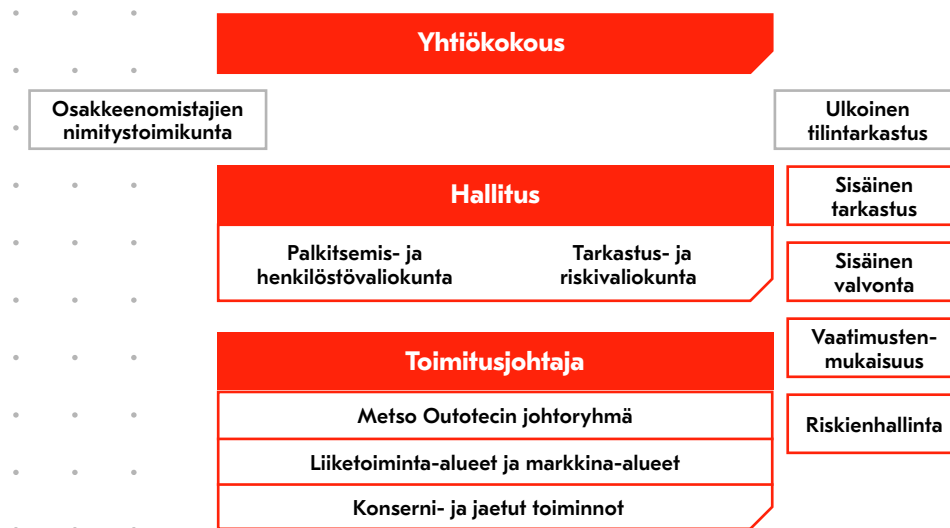 Yhtiökokous
Osakkeenomistajien
nimitystoimikunta
Ulkoinen
tilintarkastus
Hallitus
Palkitsemis- ja
henkilöstövaliokunta
Tarkastus- ja
riskivaliokunta
Sisäinen
tarkastus
Sisäinen
valvonta
Vaatimusten-
mukaisuus
Riskienhallinta
Toimitusjohtaja
Metso Outotecin johtoryhmä
Liiketoiminta-alueet ja markkina-alueet
Konserni- ja jaetut toiminnot